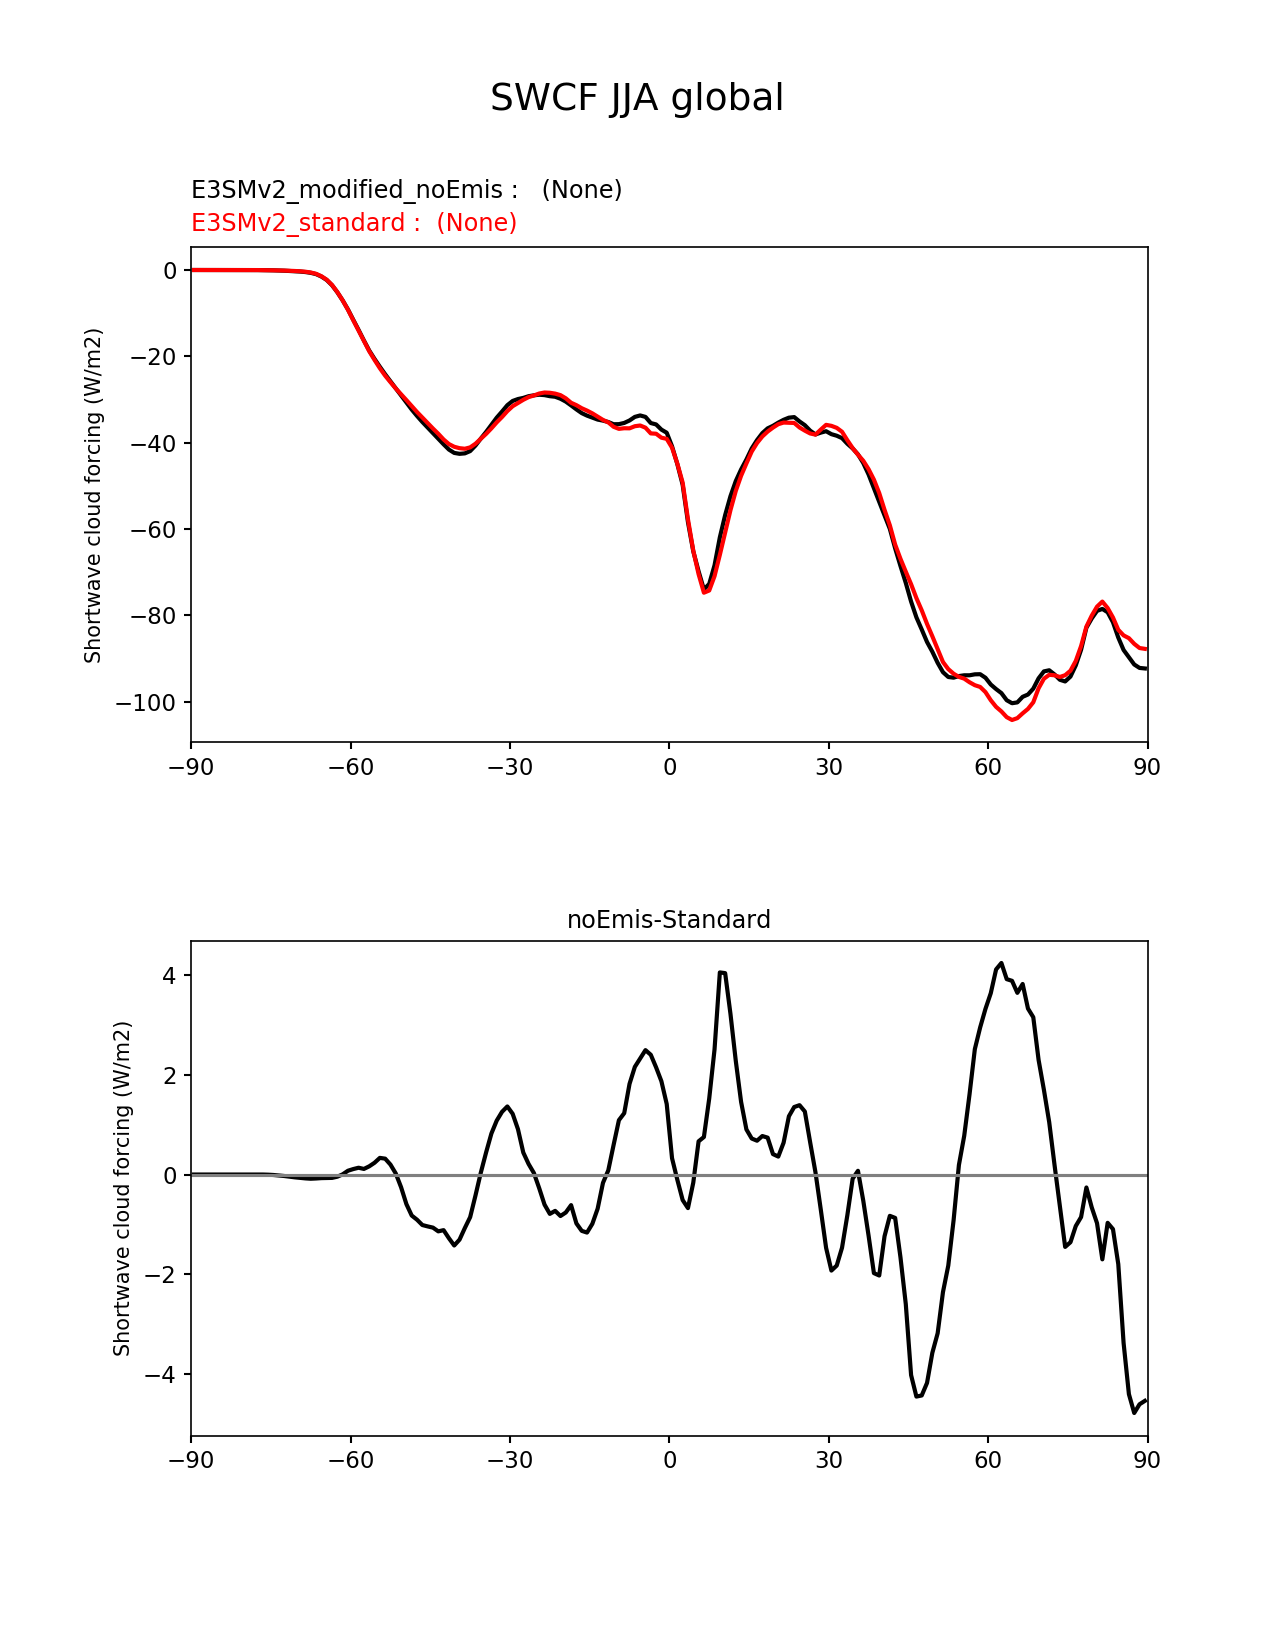 SWCF JJA global
E3SMv2_modified_noEmis :   (None)
E3SMv2_standard :  (None)
Shortwave cloud forcing (W/m2)
0
−20
−40
−60
−80
−100
−90 −60 −30 0 30 60 90
noEmis-Standard
Shortwave cloud forcing (W/m2)
4
2
0
−2
−4
−90 −60 −30 0 30 60 90